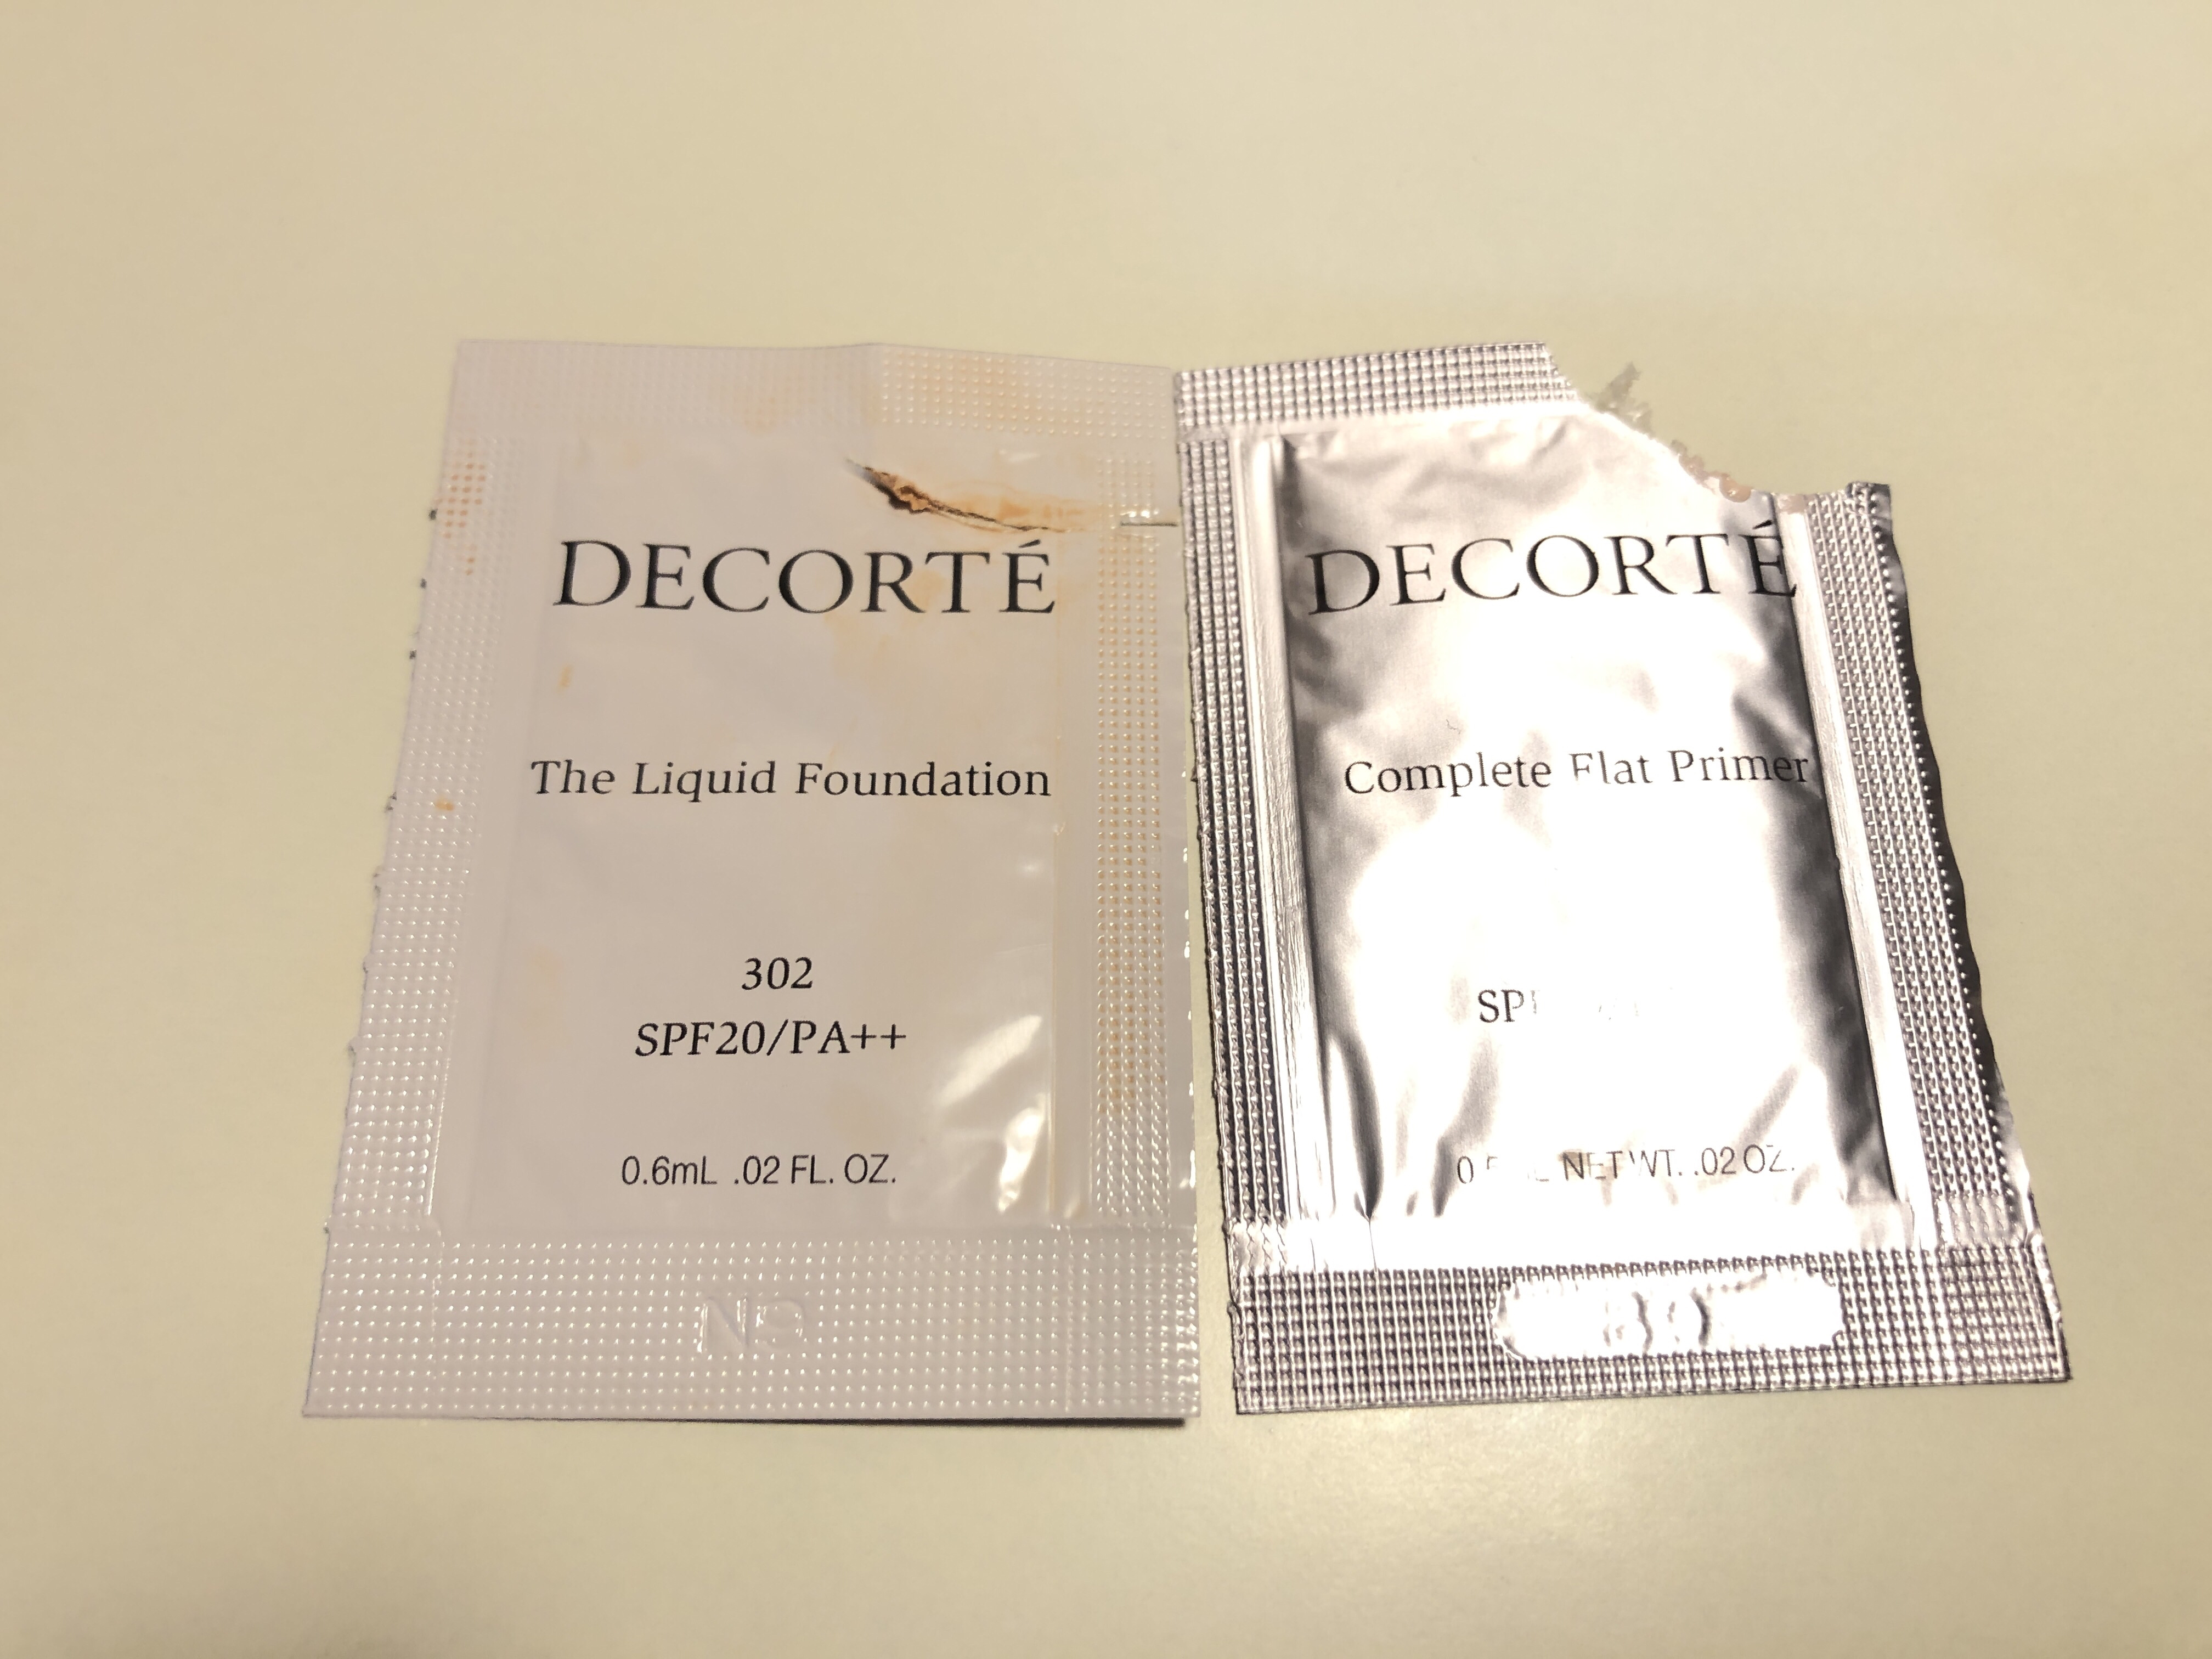 DECORTÉ
The Liquid Foundation
302
SPF20/PA++
0.6mL .02 FL. OZ.
DECORTÉ
Complete Flat Primer
NET WT. .02 OZ.